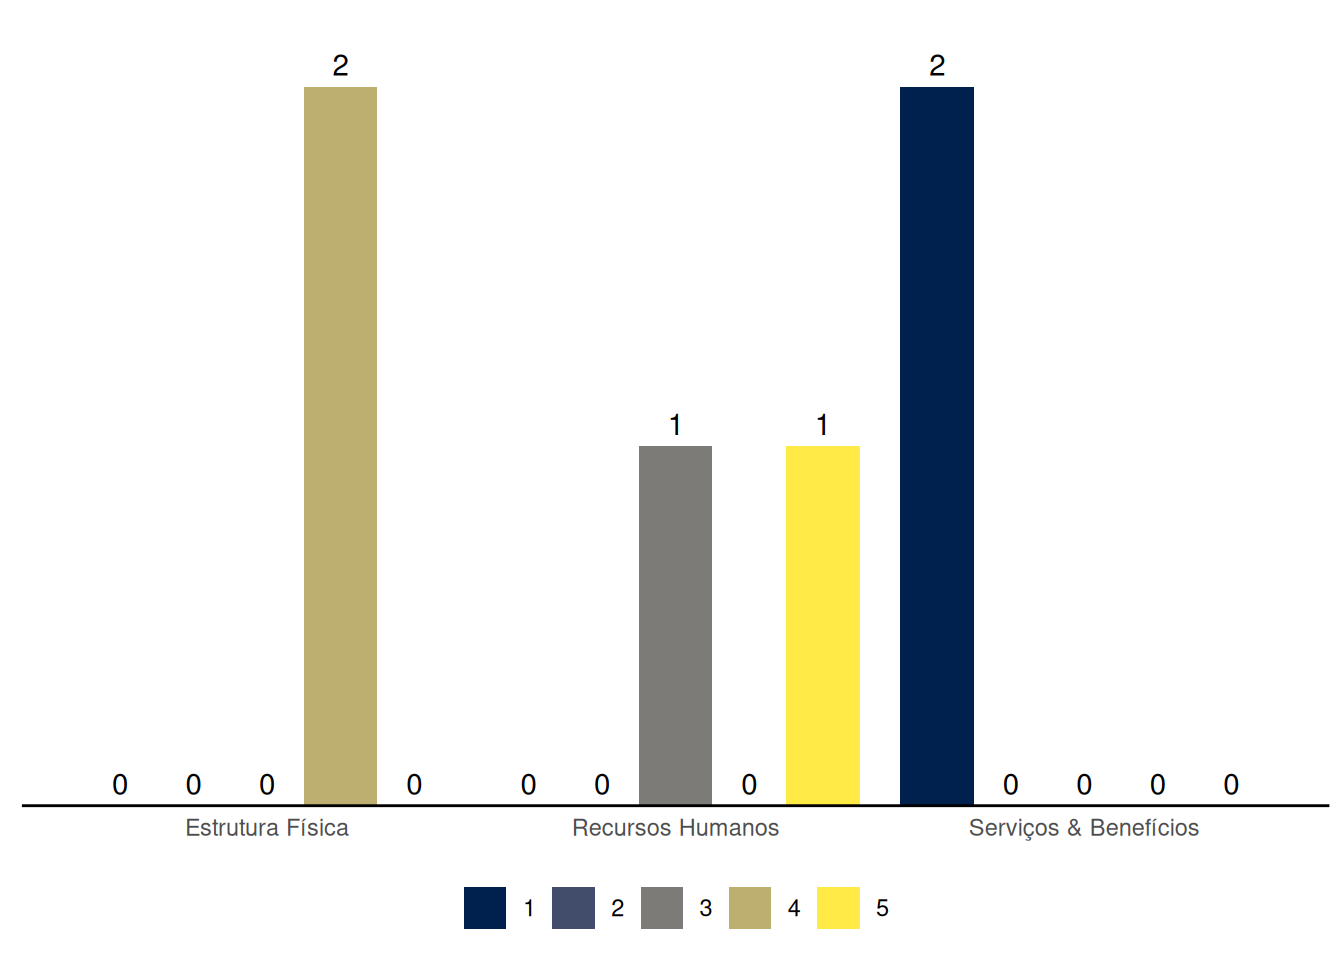 2 2
1 1
0 0 0 0 0 0 0 0 0 0 0
Estrutura Física Recursos Humanos Serviços & Benefícios
1 2 3 4 5